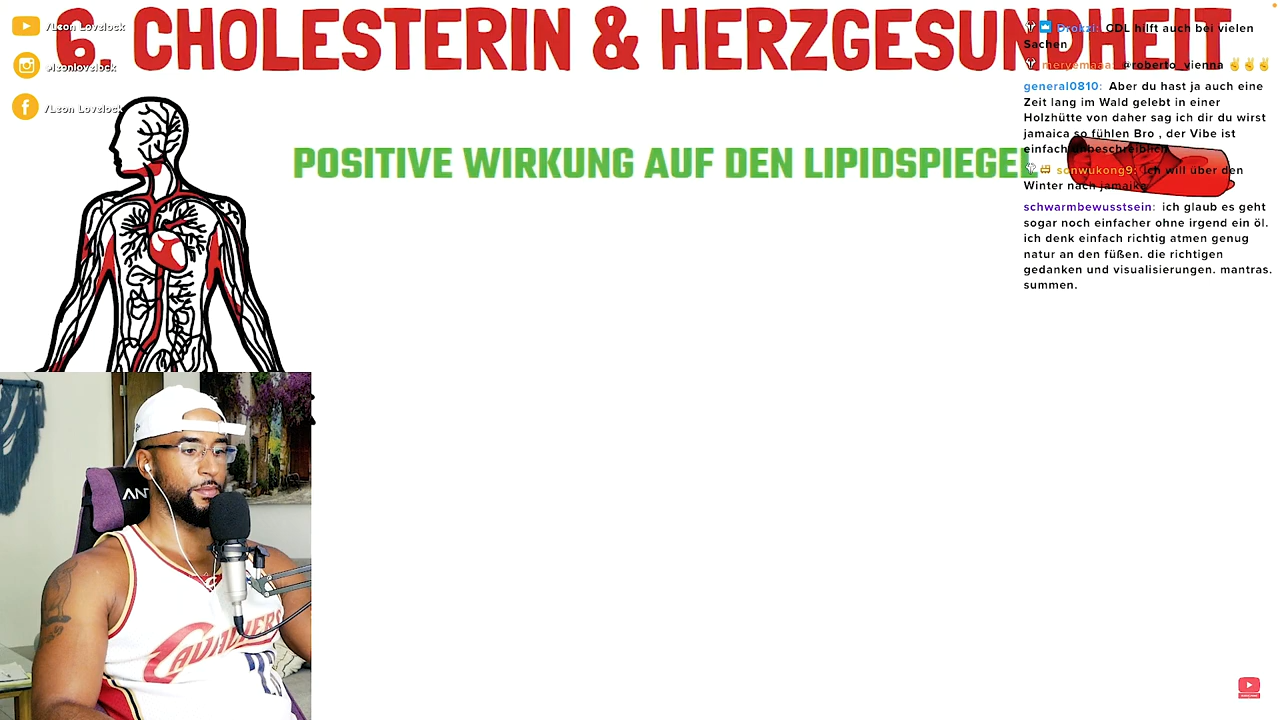 6. CHOLESTERIN & HERZGESUNDHEIT
/Leon Lovelock
/Leon Lovelock
POSITIVE WIRKUNG AUF DEN LIPIDSPIEGEL
CDL hilft auch bei vielen
Sachen
meryemaaa: @roberto_vienna ✌✌✌
general0810: Aber du hast ja auch eine
Zeit lang im Wald gelebt in einer
Holzhütte von daher sag ich dir du wirst
jamaica so fühlen Bro , der Vibe ist
einfach unbeschreiblich
sonwukong9: Ich will über den
Winter nach jamaika
schwarmbewusstsein: ich glaub es geht
sogar noch einfacher ohne irgend ein öl.
ich denk einfach richtig atmen genug
natur an den füßen. die richtigen
gedanken und visualisierungen. mantras.
summen.
CAVALIERS